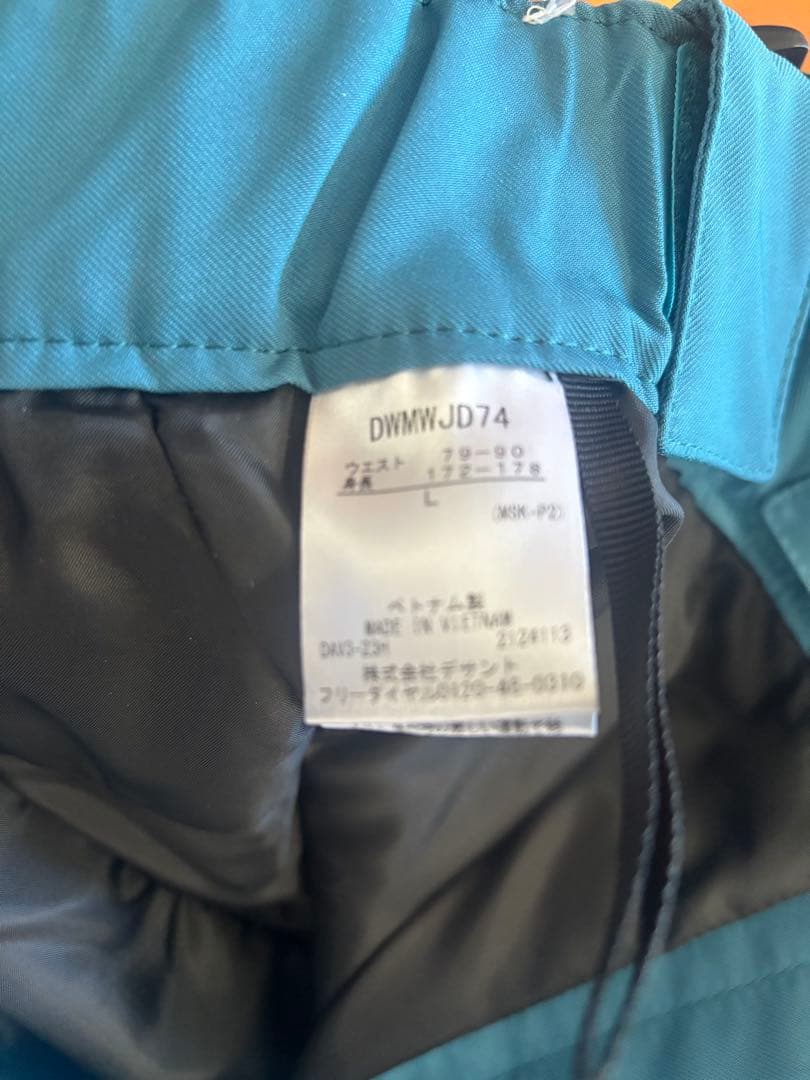 DWMWJD74
ウエスト 79-90
身長 172-178
L
(MSK-P2)
ベトナム製
MADE IN VIETNAM
DAVS-23H 2124113
株式会社デサント
フリーダイヤル0120-46-0310